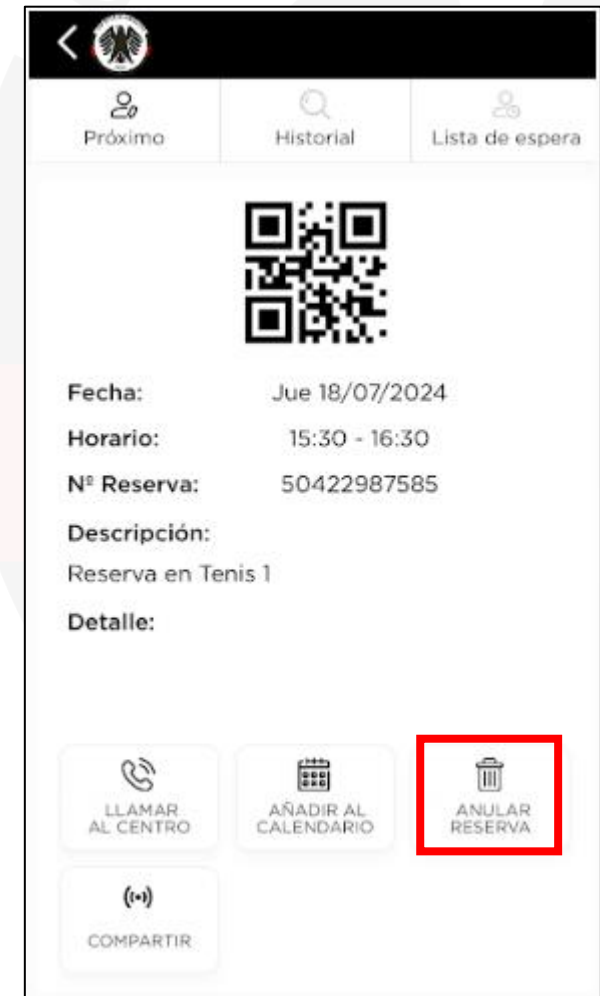 Próximo
Historial
Lista de espera
Fecha: Jue 18/07/2024
Horario: 15:30 - 16:30
Nº Reserva: 50422987585
Descripción:
Reserva en Tenis 1
Detalle:
LLAMAR
AL CENTRO
AÑADIR AL
CALENDARIO
ANULAR
RESERVA
COMPARTIR